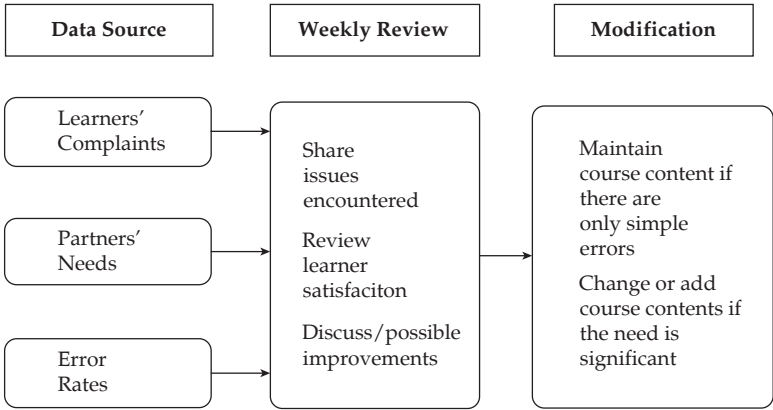 Data Source
Weekly Review
Modification
Learners'
Complaints
Partners'
Needs
Error
Rates
Share
issues
encountered
Review
learner
satisfaciton
Discuss/possible
improvements
Maintain
course content if
there are
only simple
errors
Change or add
course contents if
the need is
significant